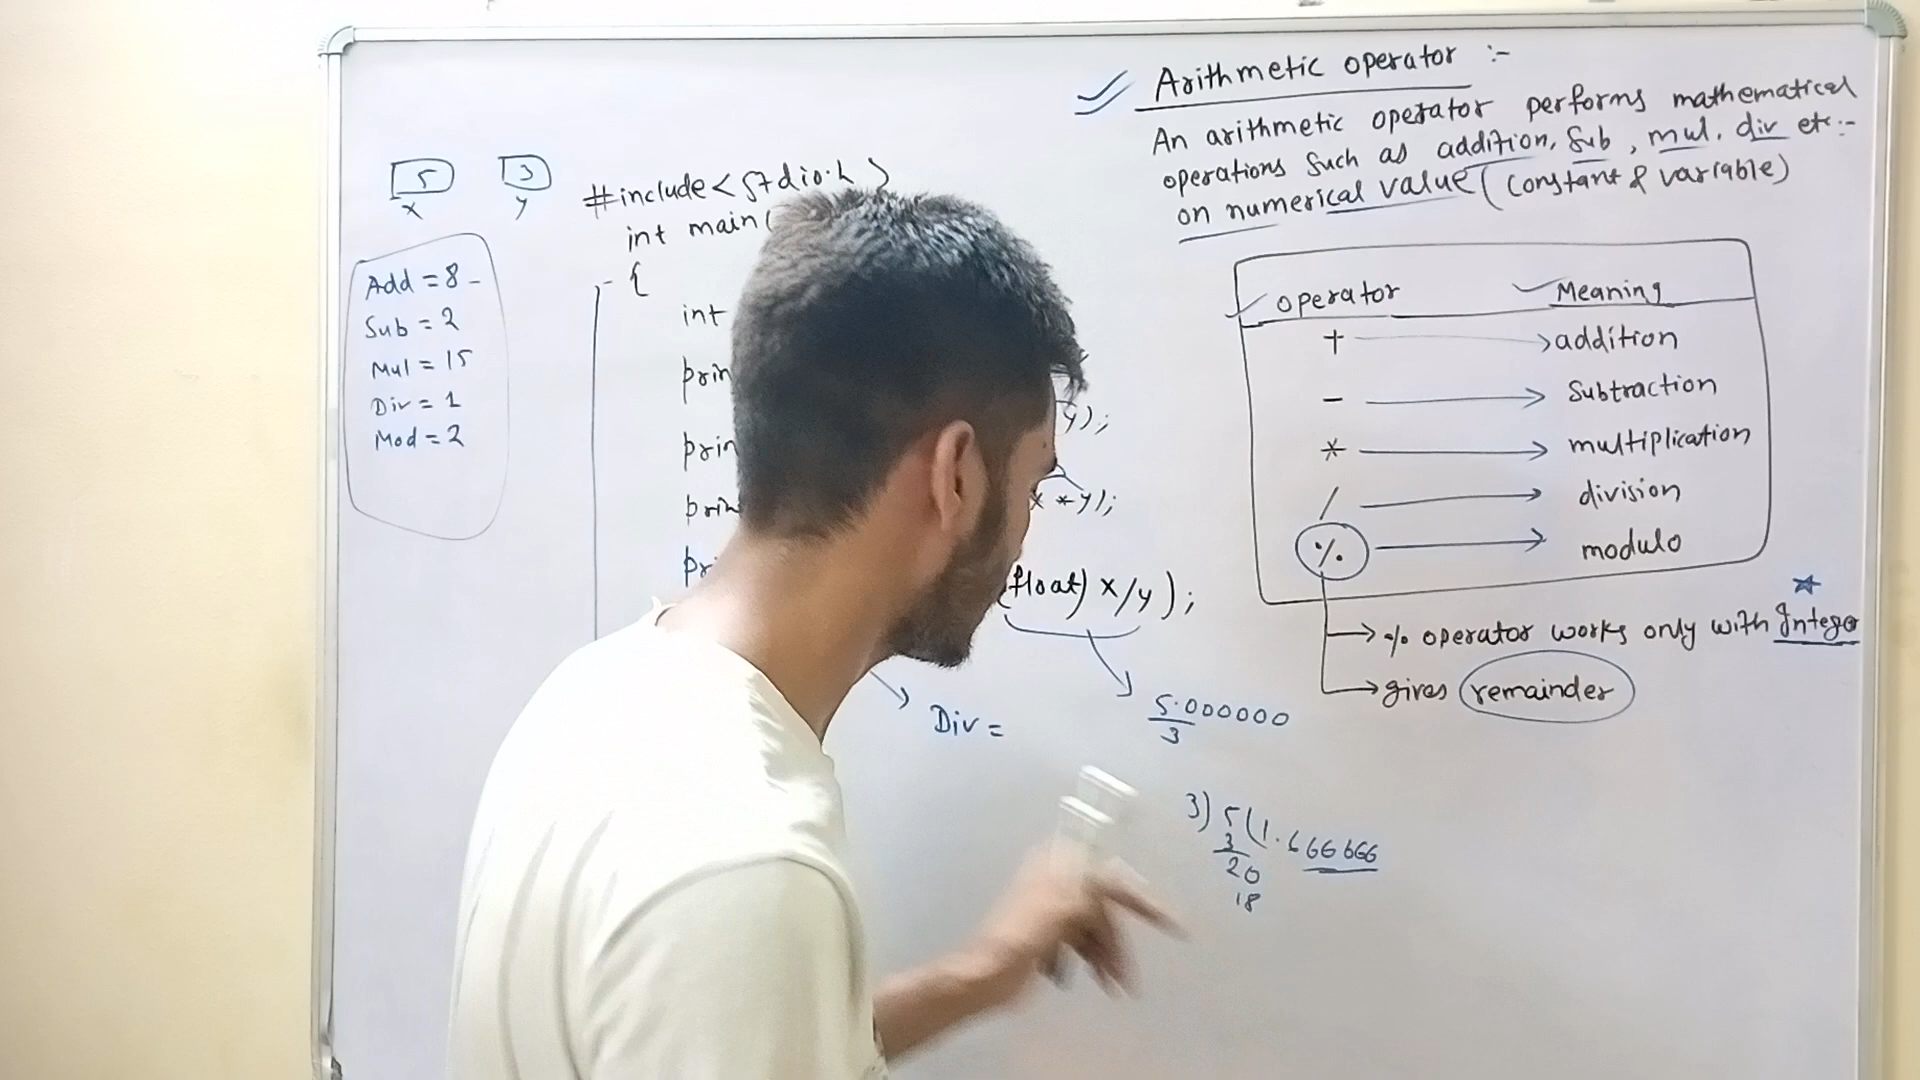 5
3
x
y
Add = 8 -
Sub = 2
Mul = 15
Div = 1
Mod = 2
#include<stdio.h>
int main(
{
int
prin
y);
prin
prin
x *y);
pri
(float) x/y );
Div =
5.000000
3
3) 5 (1.666666
3
20
18
Arithmetic operator :-
An arithmetic operator performs mathematical
operations such as addition, Sub, mul, div etc:-
on numerical value (constant & variable)
operator Meaning
+ addition
- Subtraction
* multiplication
/ division
% modulo
% operator works only with Integer
gives remainder